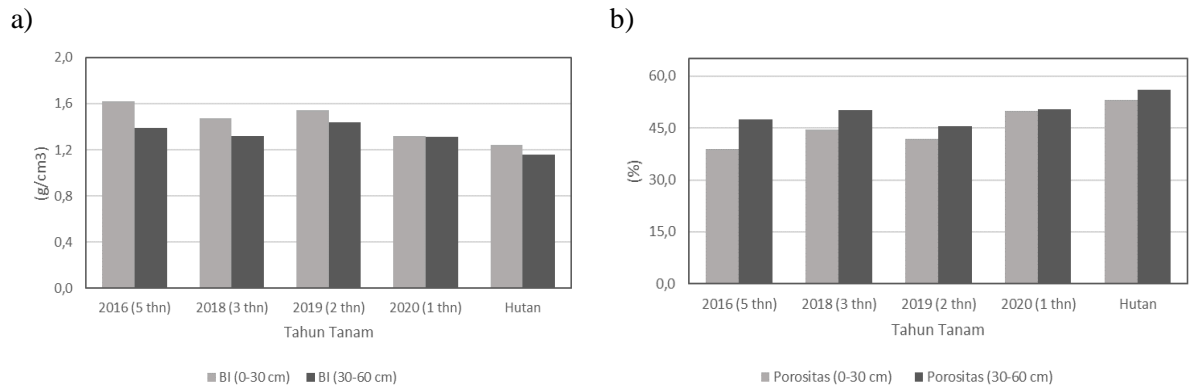 a)
2,0
1,6
1,2
0,8
0,4
0,0
(g/cm3)
2016 (5 thn) 2018 (3 thn) 2019 (2 thn) 2020 (1 thn) Hutan
Tahun Tanam
BI (0-30 cm) BI (30-60 cm)
b)
60,0
45,0
30,0
15,0
0,0
(%)
2016 (5 thn) 2018 (3 thn) 2019 (2 thn) 2020 (1 thn) Hutan
Tahun Tanam
Porositas (0-30 cm) Porositas (30-60 cm)